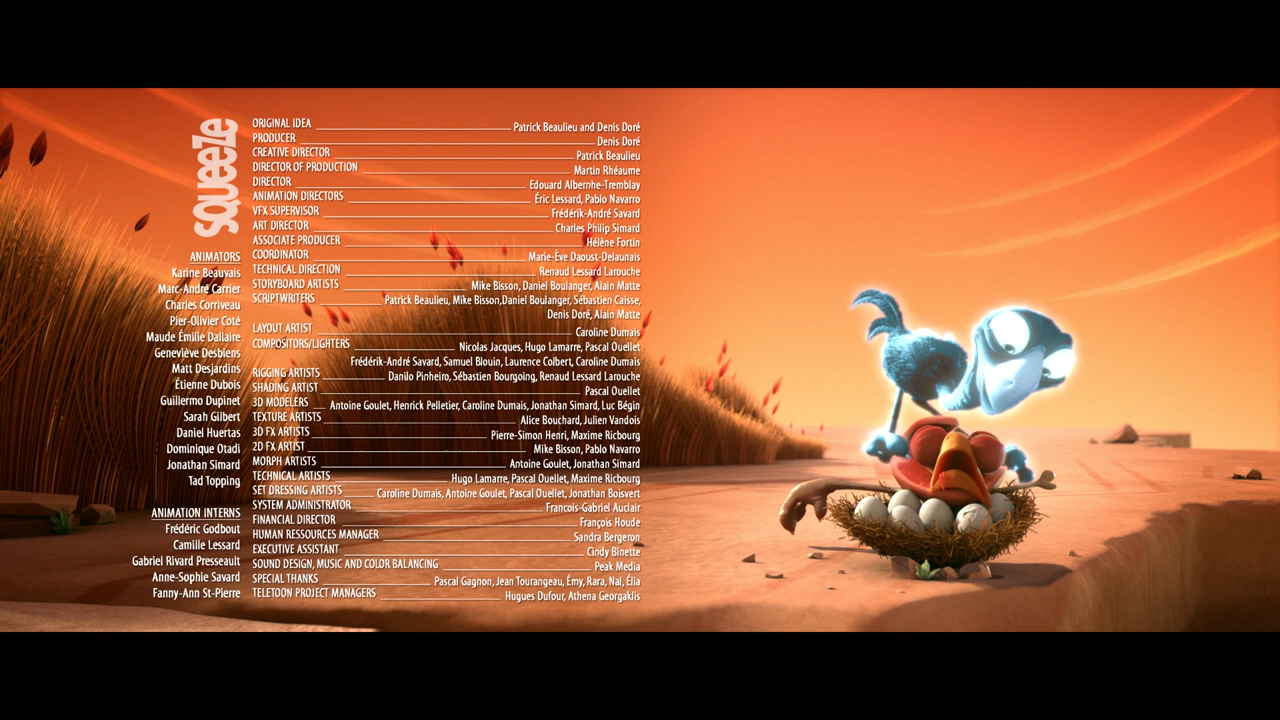 squeeze
ANIMATORS
Karine Beauvais
Marc-André Carrier
Charles Corriveau
Pier-Olivier Coté
Maude Émilie Dallaire
Geneviève Desbiens
Matt Desjardins
Étienne Dubois
Guillermo Dupinet
Sarah Gilbert
Daniel Huertas
Dominique Otadi
Jonathan Simard
Tad Topping
ANIMATION INTERNS
Frédéric Godbout
Camille Lessard
Gabriel Rivard Presseault
Anne-Sophie Savard
Fanny-Ann St-Pierre
ORIGINAL IDEA Patrick Beaulieu and Denis Doré
PRODUCER Denis Doré
CREATIVE DIRECTOR Patrick Beaulieu
DIRECTOR OF PRODUCTION Martin Rhéaume
DIRECTOR Edouard Albernhe-Tremblay
ANIMATION DIRECTORS Éric Lessard, Pablo Navarro
VFX SUPERVISOR Frédérik-André Savard
ART DIRECTOR Charles Philip Simard
ASSOCIATE PRODUCER Hélène Fortin
COORDINATOR Marie-Ève Daoust-Delaunais
TECHNICAL DIRECTION Renaud Lessard Larouche
STORYBOARD ARTISTS Mike Bisson, Daniel Boulanger, Alain Matte
SCRIPTWRITERS Patrick Beaulieu, Mike Bisson,Daniel Boulanger, Sébastien Caisse,
Denis Doré, Alain Matte
LAYOUT ARTIST Caroline Dumais
COMPOSITORS/LIGHTERS Nicolas Jacques, Hugo Lamarre, Pascal Ouellet
Frédérik-André Savard, Samuel Blouin, Laurence Colbert, Caroline Dumais
RIGGING ARTISTS Danilo Pinheiro, Sébastien Bourgoing, Renaud Lessard Larouche
SHADING ARTIST Pascal Ouellet
3D MODELERS Antoine Goulet, Henrick Pelletier, Caroline Dumais, Jonathan Simard, Luc Bégin
TEXTURE ARTISTS Alice Bouchard, Julien Vandois
3D FX ARTISTS Pierre-Simon Henri, Maxime Ricbourg
2D FX ARTIST Mike Bisson, Pablo Navarro
MORPH ARTISTS Antoine Goulet, Jonathan Simard
TECHNICAL ARTISTS Hugo Lamarre, Pascal Ouellet, Maxime Ricbourg
SET DRESSING ARTISTS Caroline Dumais, Antoine Goulet, Pascal Ouellet, Jonathan Boisvert
SYSTEM ADMINISTRATOR Francois-Gabriel Auclair
FINANCIAL DIRECTOR François Houde
HUMAN RESSOURCES MANAGER Sandra Bergeron
EXECUTIVE ASSISTANT Cindy Binette
SOUND DESIGN, MUSIC AND COLOR BALANCING Peak Media
SPECIAL THANKS Pascal Gagnon, Jean Tourangeau, Émy, Rara, Nal, Élia
TELETOON PROJECT MANAGERS Hugues Dufour, Athena Georgaklis